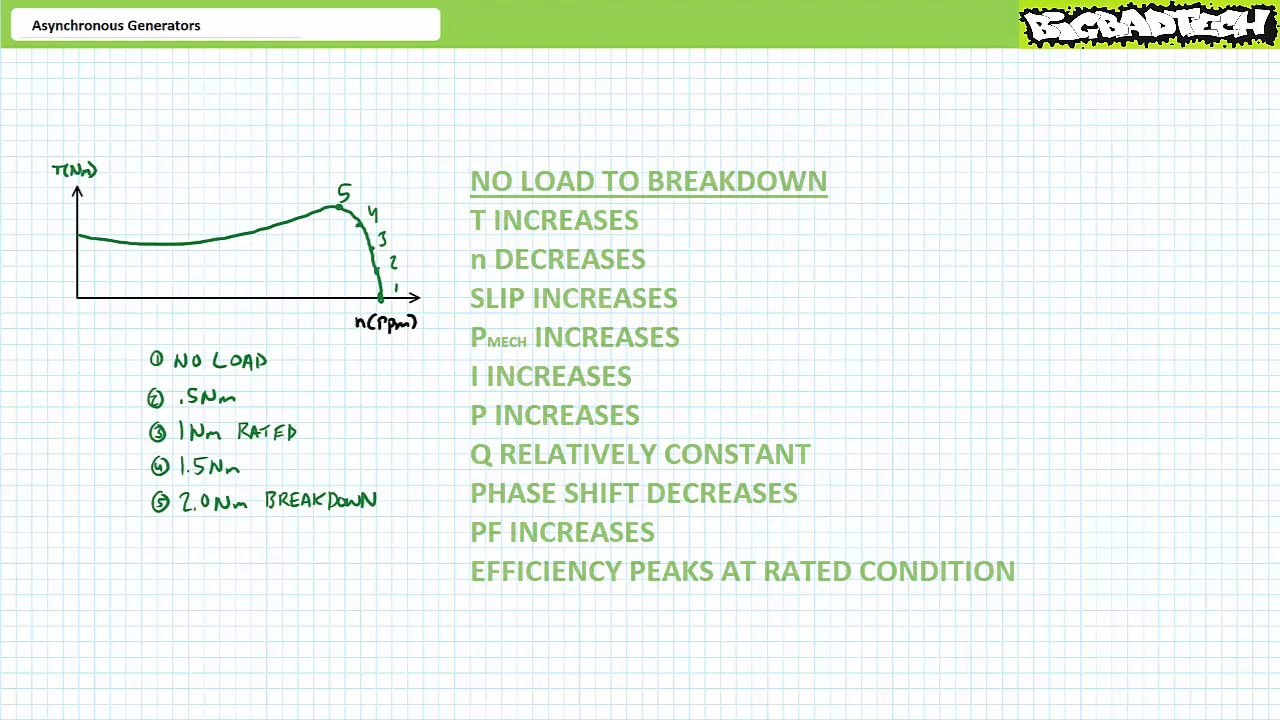 Asynchronous Generators
BIGBADTECH
T(Nm)
5
4
3
2
1
n(rpm)
① NO LOAD
② .5Nm
③ 1Nm RATED
④ 1.5Nm
⑤ 2.0Nm BREAKDOWN
NO LOAD TO BREAKDOWN
T INCREASES
n DECREASES
SLIP INCREASES
PMECH INCREASES
I INCREASES
P INCREASES
Q RELATIVELY CONSTANT
PHASE SHIFT DECREASES
PF INCREASES
EFFICIENCY PEAKS AT RATED CONDITION